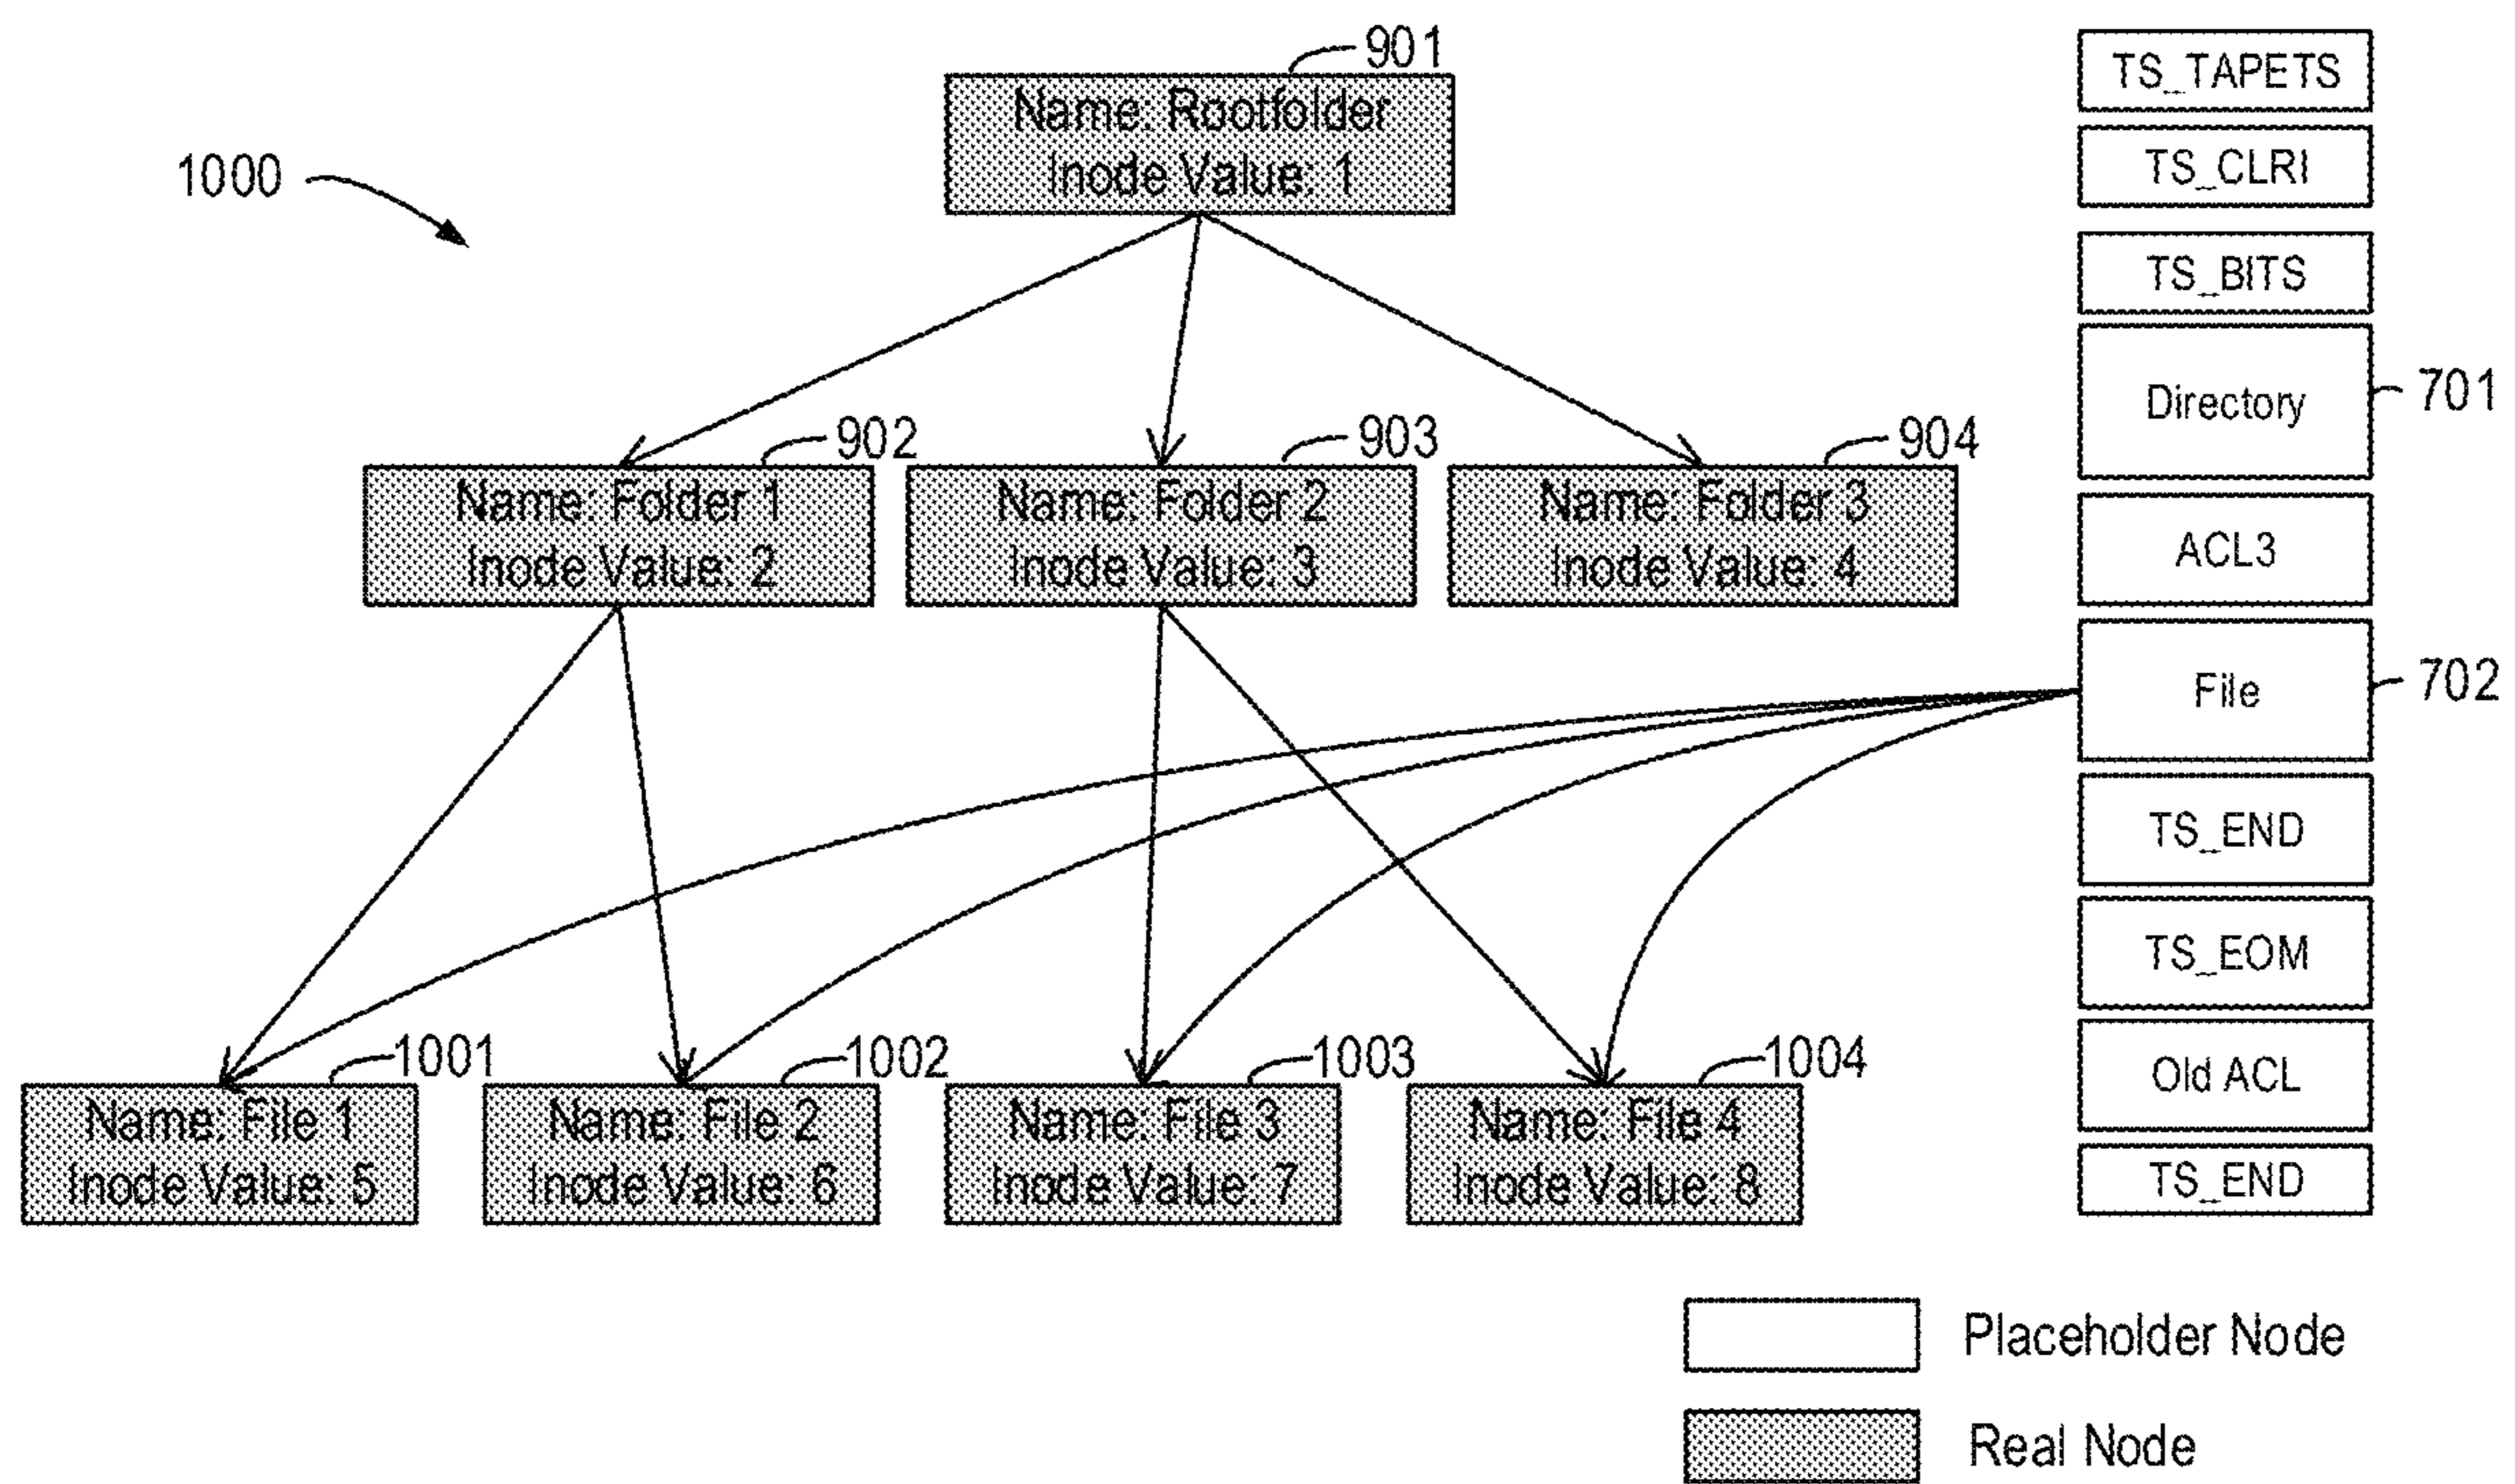 901
Name: Rootfolder
Inode Value: 1
1000
902
Name: Folder 1
Inode Value: 2
903
Name: Folder 2
Inode Value: 3
904
Name: Folder 3
Inode Value: 4
1001
Name: File 1
Inode Value: 5
1002
Name: File 2
Inode Value: 6
1003
Name: File 3
Inode Value: 7
1004
Name: File 4
Inode Value: 8
TS_TAPETS
TS_CLRI
TS_BITS
Directory
701
ACL3
File
702
TS_END
TS_EOM
Old ACL
TS_END
Placeholder Node
Real Node